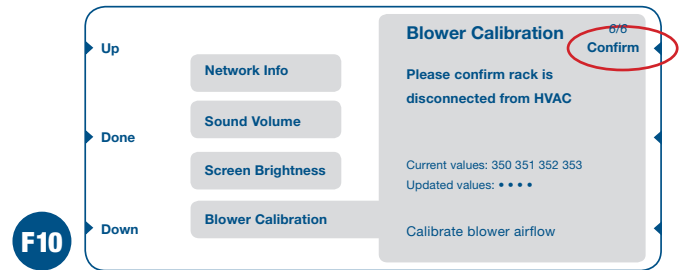 Up
Done
Down
F10
Network Info
Sound Volume
Screen Brightness
Blower Calibration
Blower Calibration
6/6
Confirm
Please confirm rack is
disconnected from HVAC
Current values: 350 351 352 353
Updated values: • • • •
Calibrate blower airflow